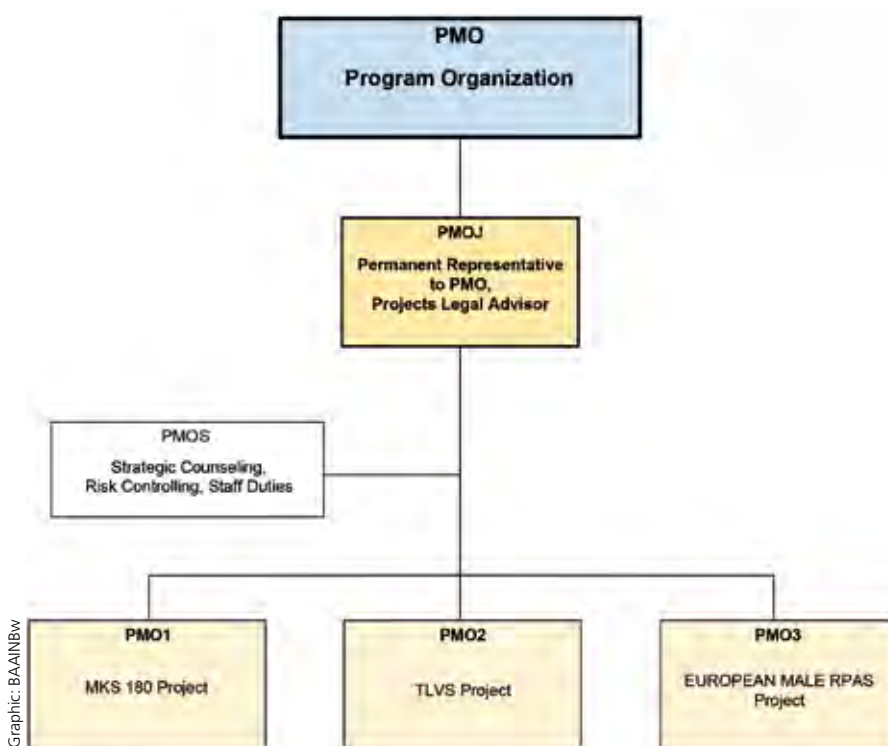 PMO
Program Organization
PMOJ
Permanent Representative
to PMO,
Projects Legal Advisor
PMOS
Strategic Counseling,
Risk Controlling, Staff Duties
PMO1
MKS 180 Project
PMO2
TLVS Project
PMO3
EUROPEAN MALE RPAS
Project
Graphic: BAAINBw